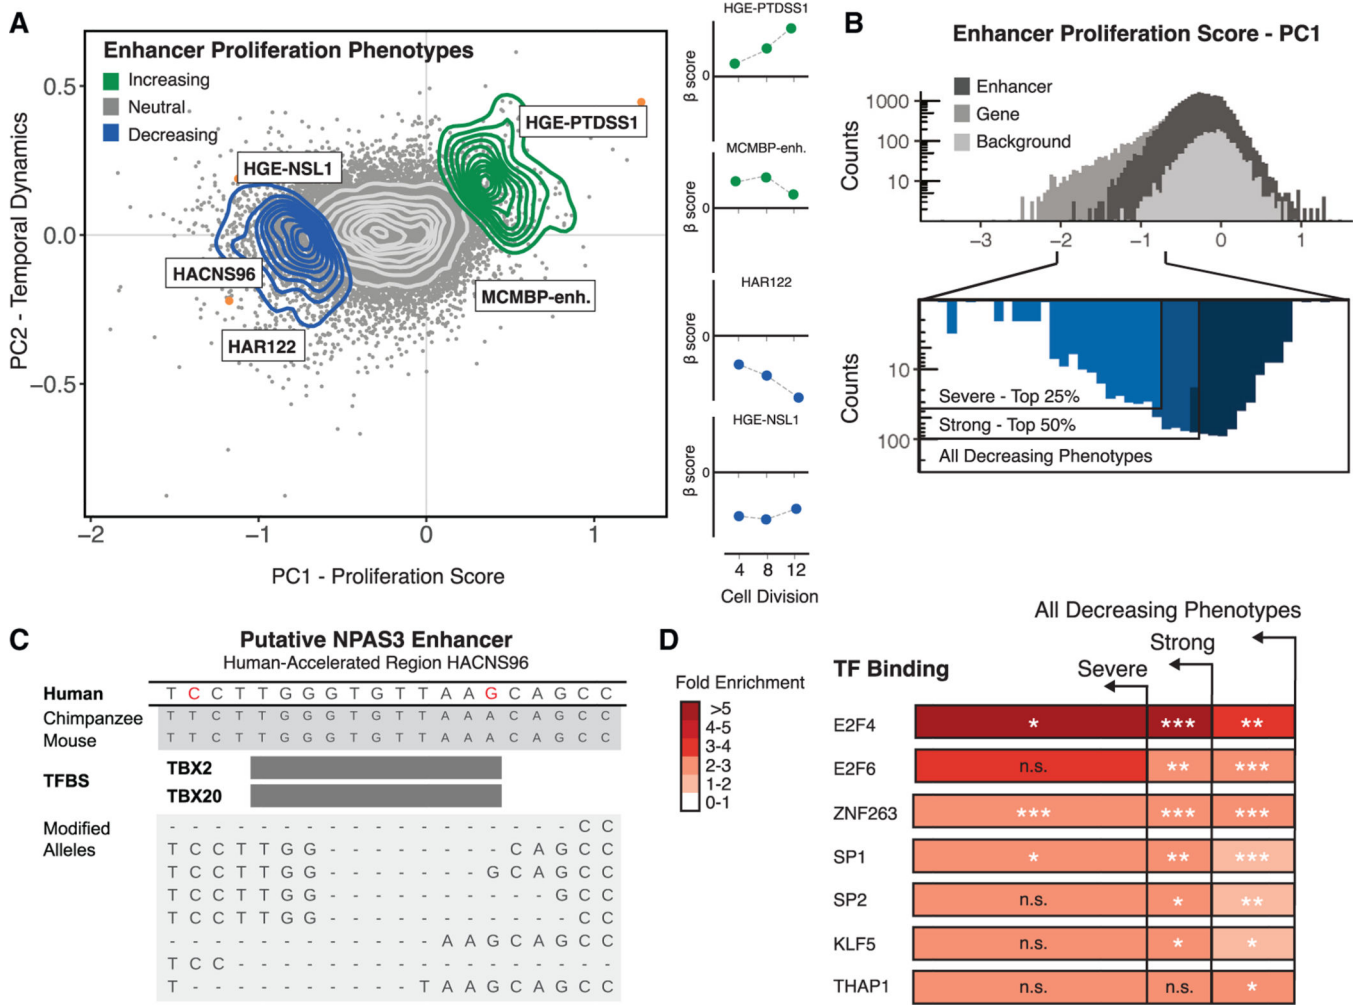 A
Enhancer Proliferation Phenotypes
Increasing
Neutral
Decreasing
HGE-PTDSS1
HGE-NSL1
HACNS96
HAR122
MCMBP-enh.
PC2 - Temporal Dynamics
0.5
0.0
−0.5
−2
−1
0
1
PC1 - Proliferation Score
HGE-PTDSS1
β score
0
MCMBP-enh.
β score
0
HAR122
β score
0
HGE-NSL1
β score
0
4 8 12
Cell Division
B
Enhancer Proliferation Score - PC1
Enhancer
Gene
Background
Counts
1000
100
10
−3
−2
−1
0
1
Counts
10
100
Severe - Top 25%
Strong - Top 50%
All Decreasing Phenotypes
C
Putative NPAS3 Enhancer
Human-Accelerated Region HACNS96
Human T C C T T G G G T G T T A A G C A G C C
Chimpanzee T T C T T G G G T G T T A A A C A G C C
Mouse T T C T T G G G T G T T A A A C A G C C
TFBS
TBX2
TBX20
Modified Alleles
- - - - - - - - - - - - - - - - - - C C
T C C T T G G - - - - - - - - C A G C C
T C C T T G G - - - - - - - G C A G C C
T C C T T G G - - - - - - - - - - G C C
T C C T T G G - - - - - - - - - - - C C
- - - - - - - - - - - - A A G C A G C C
T C C - - - - - - - - - - - - - - - - -
T - - - - - - - - - - T A A G C A G C C
D
All Decreasing Phenotypes
Strong
Severe
TF Binding
Fold Enrichment
>5
4-5
3-4
2-3
1-2
0-1
E2F4 * *** **
E2F6 n.s. ** ***
ZNF263 *** *** ***
SP1 * ** ***
SP2 n.s. * **
KLF5 n.s. * *
THAP1 n.s. n.s. *